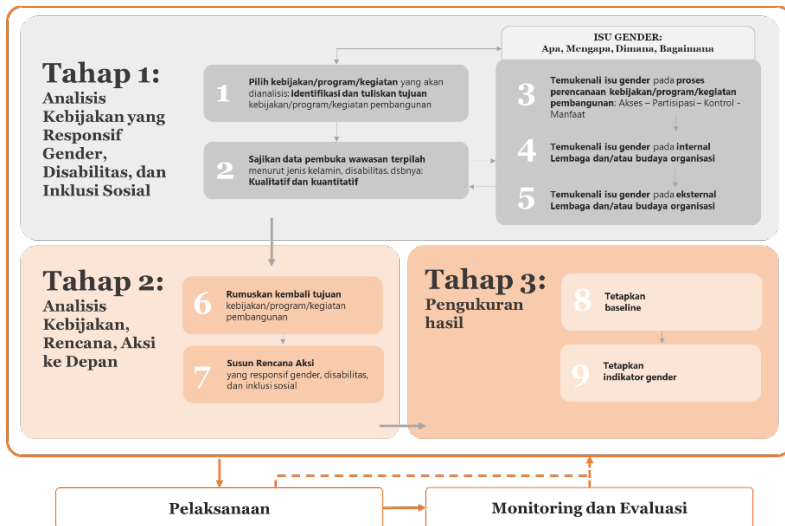 Tahap 1:
Analisis
Kebijakan yang
Responsif
Gender,
Disabilitas, dan
Inklusi Sosial
1
Pilih kebijakan/program/kegiatan yang akan
dianalisis: identifikasi dan tuliskan tujuan
kebijakan/program/kegiatan pembangunan
2
Sajikan data pembuka wawasan terpilah
menurut jenis kelamin, disabilitas, dsbnya:
Kualitatif dan kuantitatif
ISU GENDER:
Apa, Mengapa, Dimana, Bagaimana
3
Temukenali isu gender pada proses
perencanaan kebijakan/program/kegiatan
pembangunan: Akses – Partisipasi – Kontrol -
Manfaat
4
Temukenali isu gender pada internal
Lembaga dan/atau budaya organisasi
5
Temukenali isu gender pada eksternal
Lembaga dan/atau budaya organisasi
Tahap 2:
Analisis
Kebijakan,
Rencana, Aksi
ke Depan
6
Rumuskan kembali tujuan
kebijakan/program/kegiatan
pembangunan
7
Susun Rencana Aksi
yang responsif gender, disabilitas,
dan inklusi sosial
Tahap 3:
Pengukuran
hasil
8
Tetapkan
baseline
9
Tetapkan
indikator gender
Pelaksanaan
Monitoring dan Evaluasi